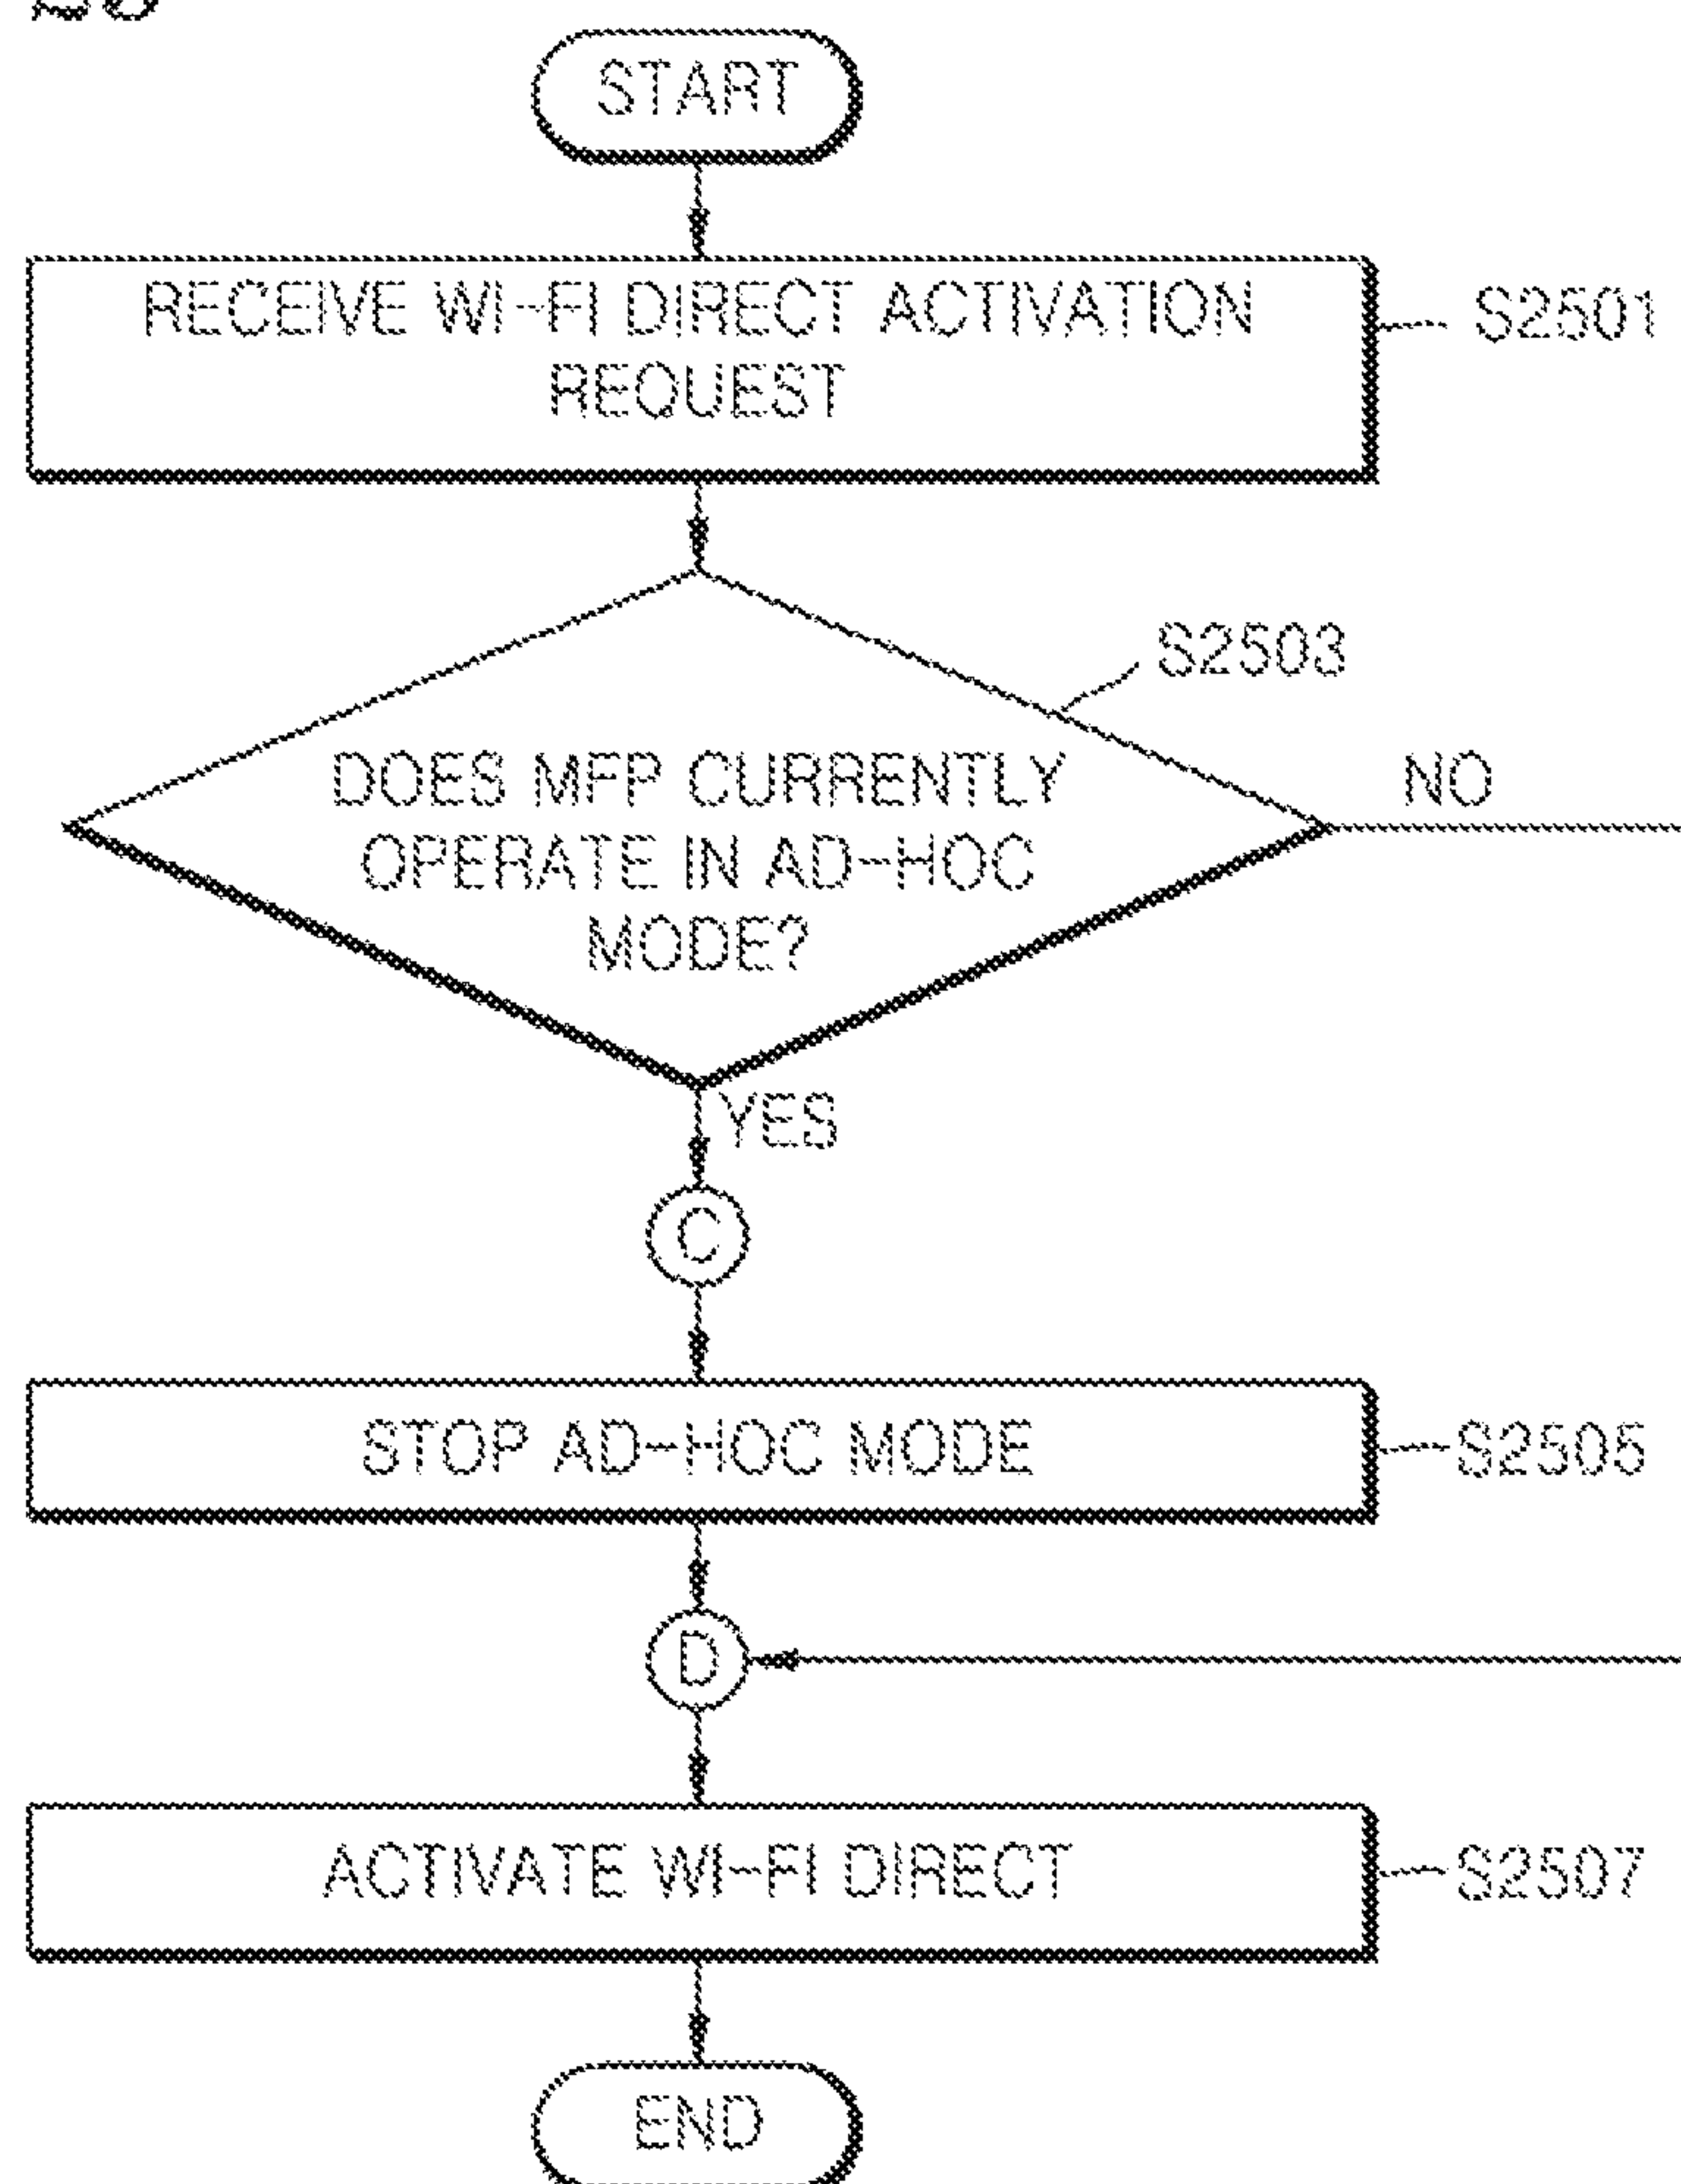 START
RECEIVE WI-FI DIRECT ACTIVATION
REQUEST
S2501
S2503
DOES MFP CURRENTLY
OPERATE IN AD-HOC
MODE?
NO
YES
C
STOP AD-HOC MODE
S2505
D
ACTIVATE WI-FI DIRECT
S2507
END